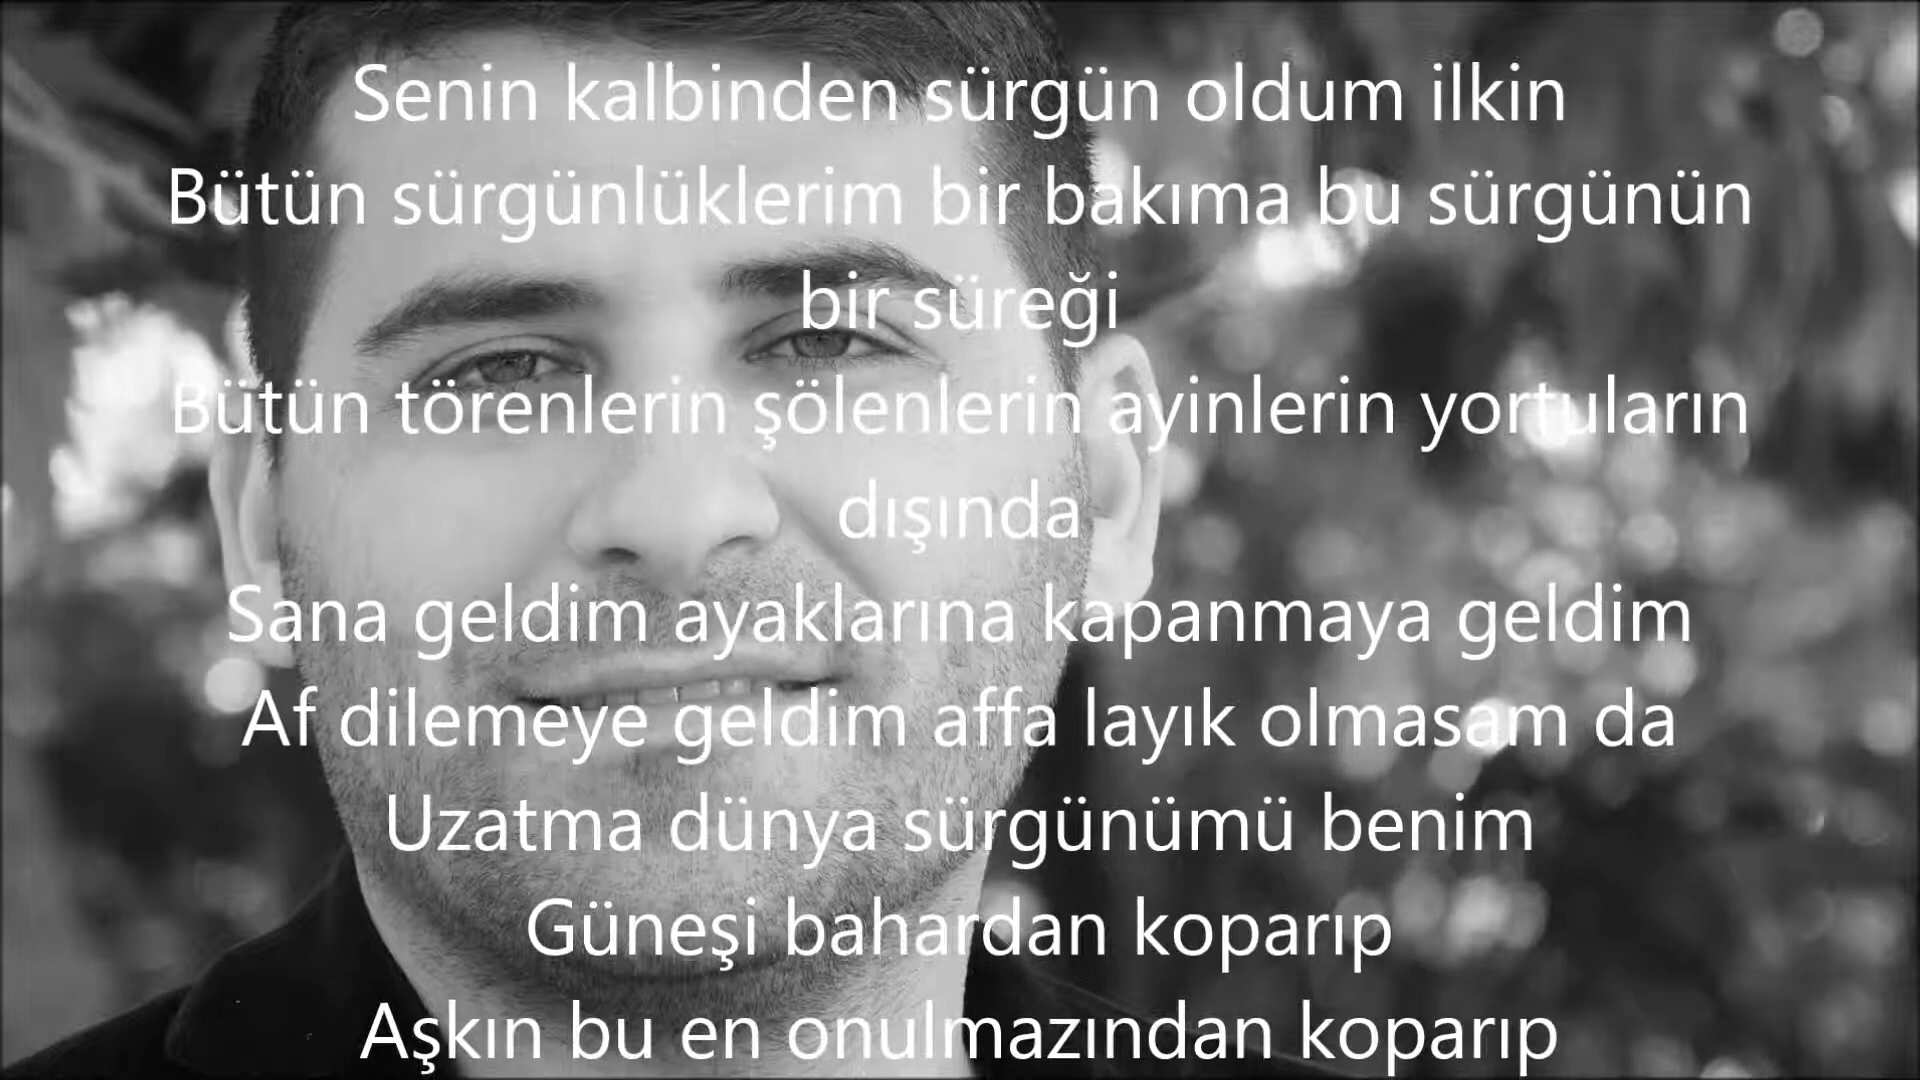 Senin kalbinden sürgün oldum ilkin
Bütün sürgünlüklerim bir bakıma bu sürgünün
bir süreği
Bütün törenlerin şölenlerin ayinlerin yortuların
dışında
Sana geldim ayaklarına kapanmaya geldim
Af dilemeye geldim affa layık olmasam da
Uzatma dünya sürgünümü benim
Güneşi bahardan koparıp
Aşkın bu en onulmazından koparıp